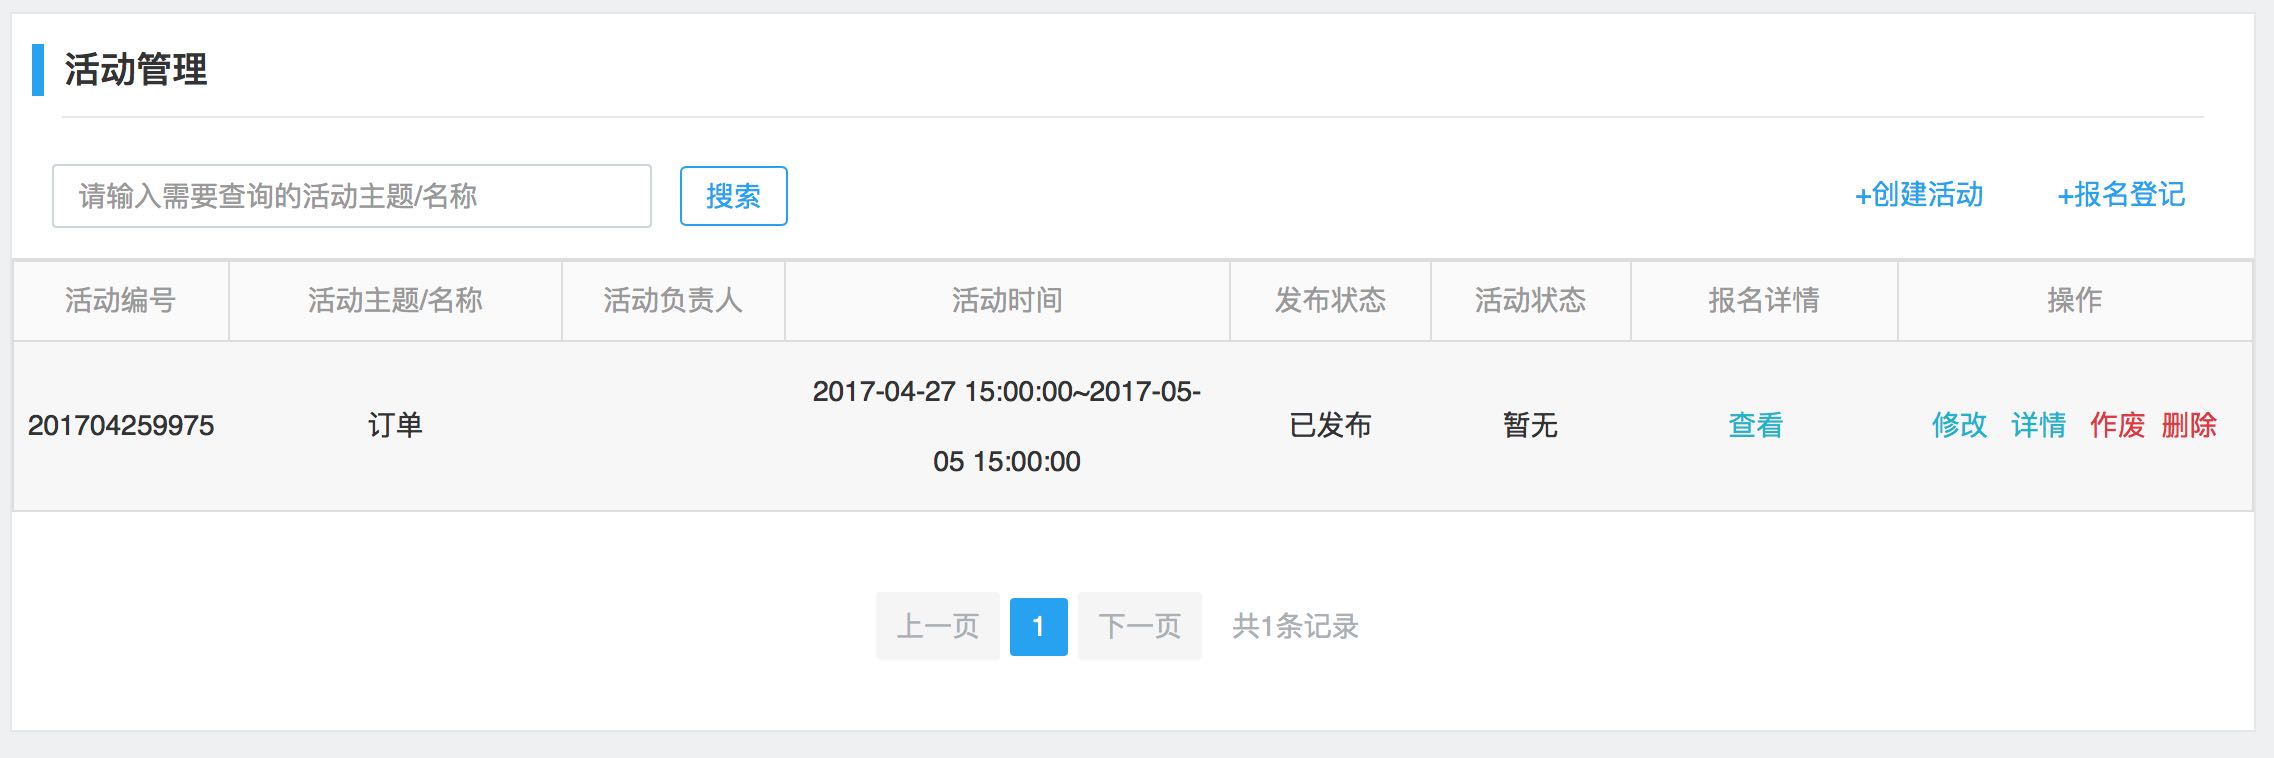 活动管理
请输入需要查询的活动主题/名称 搜索 +创建活动 +报名登记
活动编号 活动主题/名称 活动负责人 活动时间 发布状态 活动状态 报名详情 操作
201704259975 订单 2017-04-27 15:00:00~2017-05-
05 15:00:00 已发布 暂无 查看 修改 详情 作废 删除
上一页 1 下一页 共1条记录